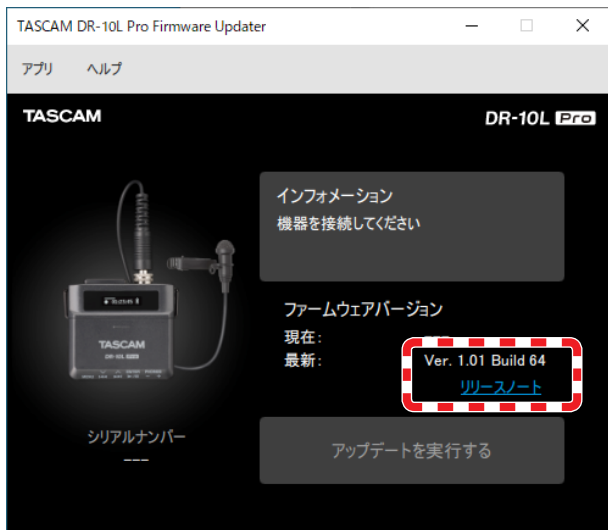 TASCAM DR-10L Pro Firmware Updater
アプリ ヘルプ
TASCAM
DR-10L Pro
インフォメーション
機器を接続してください
ファームウェアバージョン
現在: ---
最新: Ver. 1.01 Build 64
リリースノート
TASCAM
シリアルナンバー
---
アップデートを実行する